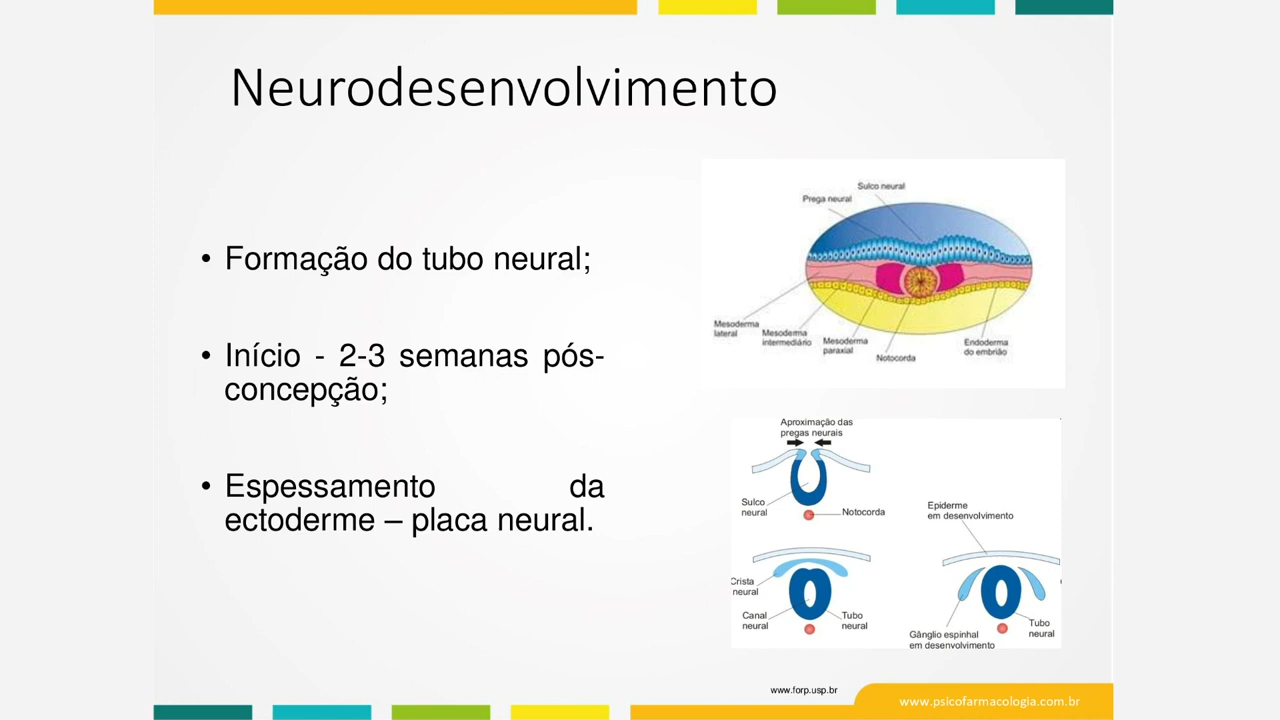 Neurodesenvolvimento
• Formação do tubo neural;
• Início - 2-3 semanas pós-
concepção;
• Espessamento da
ectoderme – placa neural.
Sulco neural
Prega neural
Mesoderma
lateral
Mesoderma
intermediário
Mesoderma
paraxial
Notocorda
Endoderma
do embrião
Aproximação das
pregas neurais
Sulco
neural
Notocorda
Crista
neural
Canal
neural
Tubo
neural
Epiderme
em desenvolvimento
Gânglio espinhal
em desenvolvimento
Tubo
neural
www.forp.usp.br
www.psicofarmacologia.com.br